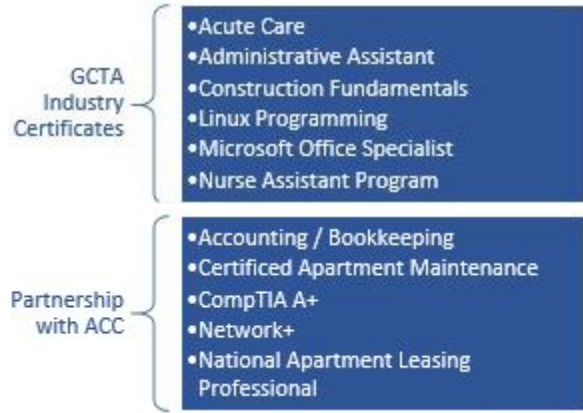 GCTA
Industry
Certificates
•Acute Care
•Administrative Assistant
•Construction Fundamentals
•Linux Programming
•Microsoft Office Specialist
•Nurse Assistant Program
Partnership
with ACC
•Accounting / Bookkeeping
•Certificed Apartment Maintenance
•CompTIA A+
•Network+
•National Apartment Leasing
Professional